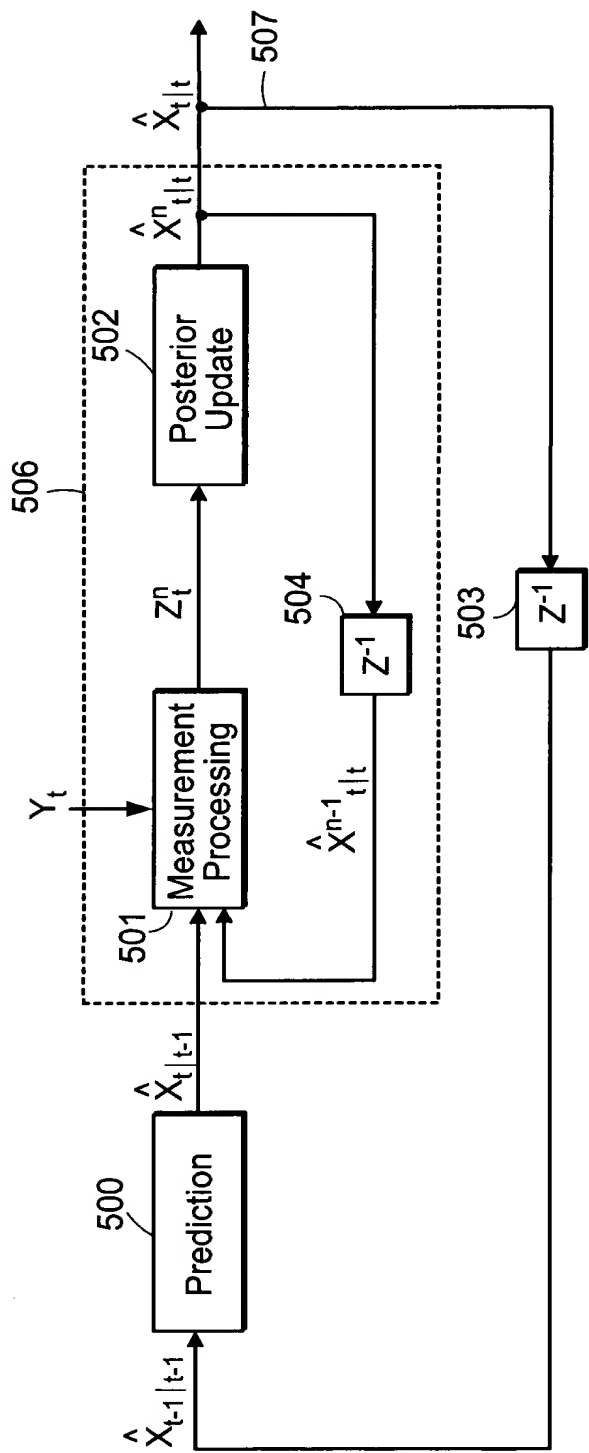 506
507
500
502
X̂t-1|t-1
Prediction
X̂t|t-1
Yt
501
Measurement
Processing
Zⁿt
Posterior
Update
X̂ⁿt|t
X̂t|t
X̂ⁿ⁻¹t|t
504
Z⁻¹
503
Z⁻¹